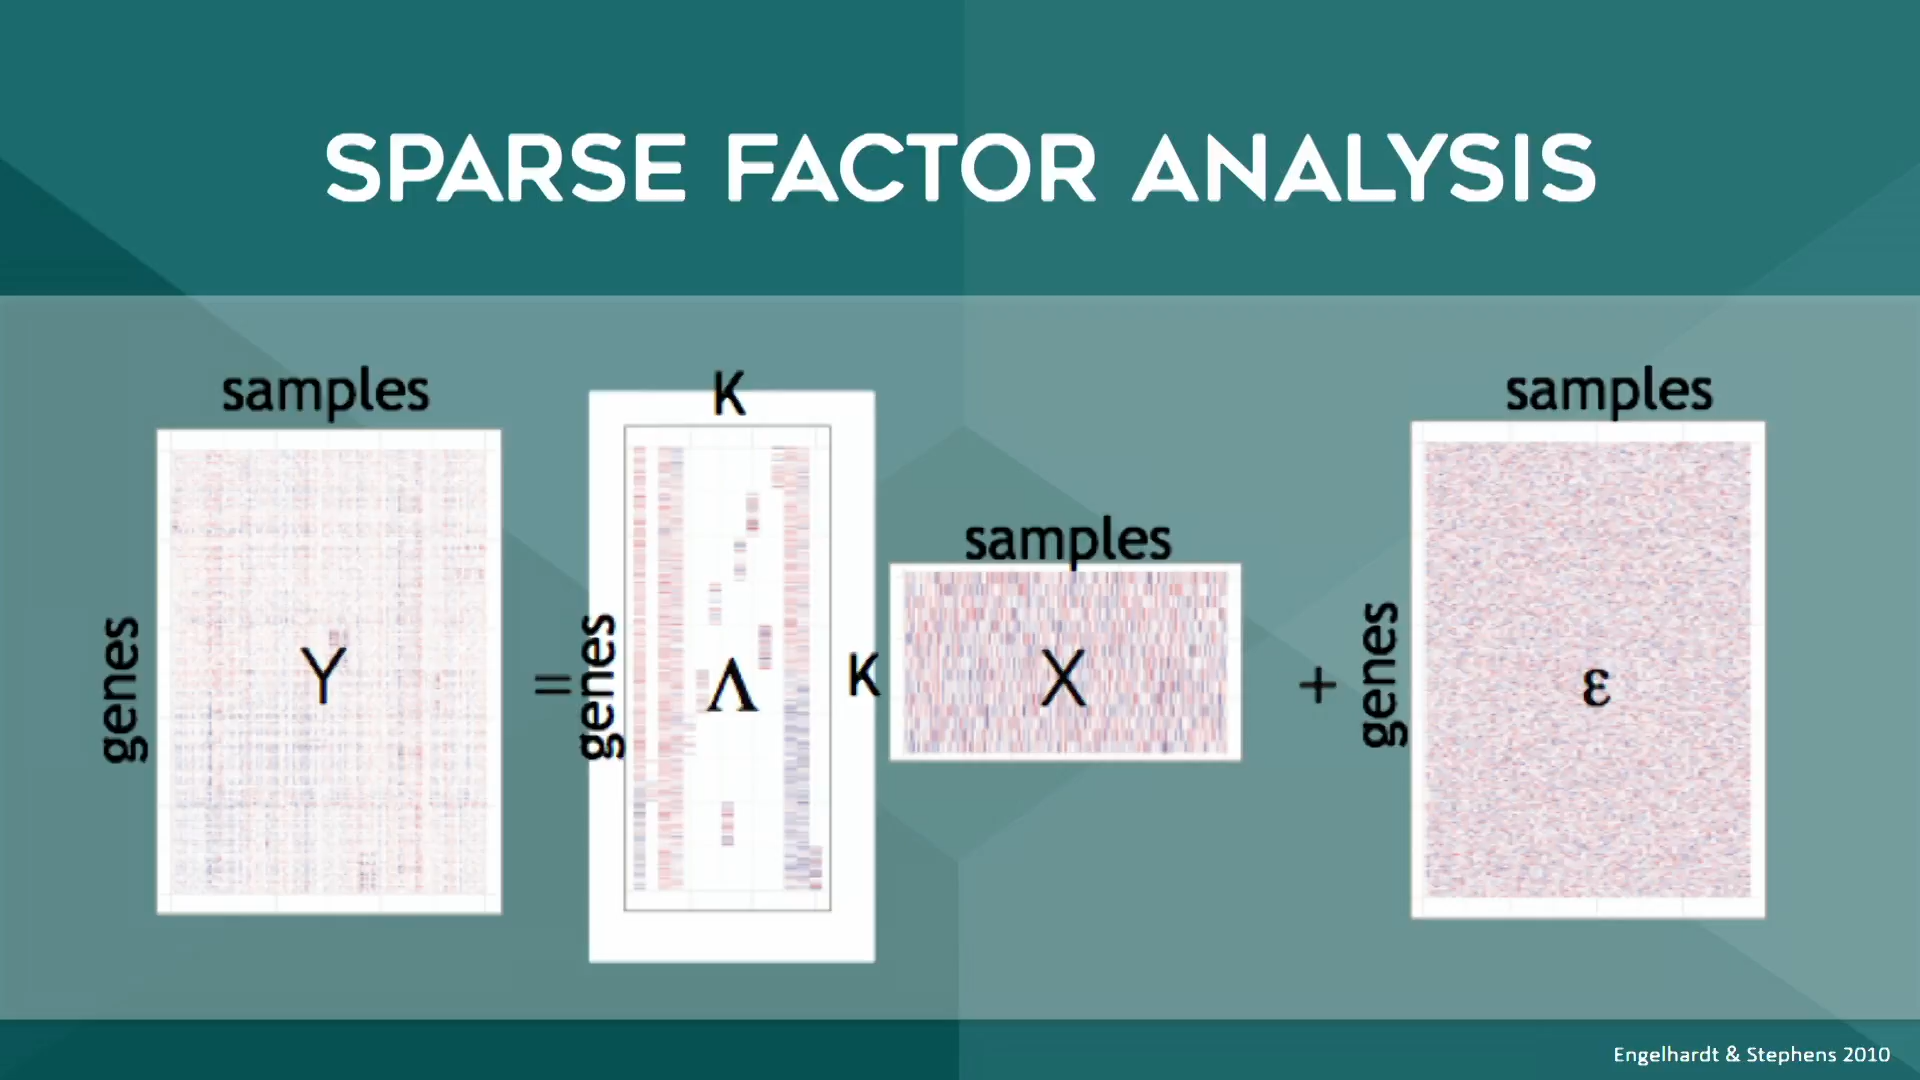 SPARSE FACTOR ANALYSIS
samples
genes
Y
=
K
genes
Λ
samples
K
X
+
samples
genes
ε
Engelhardt & Stephens 2010